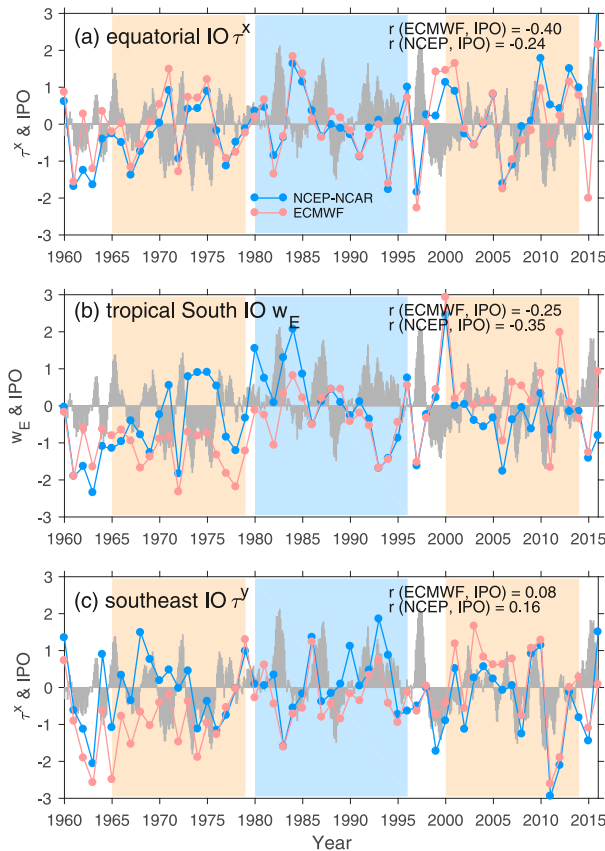 (a) equatorial IO τˣ
r (ECMWF, IPO) = -0.40
r (NCEP, IPO) = -0.24
τˣ & IPO
3
2
1
0
-1
-2
-3
NCEP-NCAR
ECMWF
1960 1965 1970 1975 1980 1985 1990 1995 2000 2005 2010 2015
(b) tropical South IO w_E
r (ECMWF, IPO) = -0.25
r (NCEP, IPO) = -0.35
w_E & IPO
3
2
1
0
-1
-2
-3
1960 1965 1970 1975 1980 1985 1990 1995 2000 2005 2010 2015
(c) southeast IO τʸ
r (ECMWF, IPO) = 0.08
r (NCEP, IPO) = 0.16
τˣ & IPO
3
2
1
0
-1
-2
-3
1960 1965 1970 1975 1980 1985 1990 1995 2000 2005 2010 2015
Year